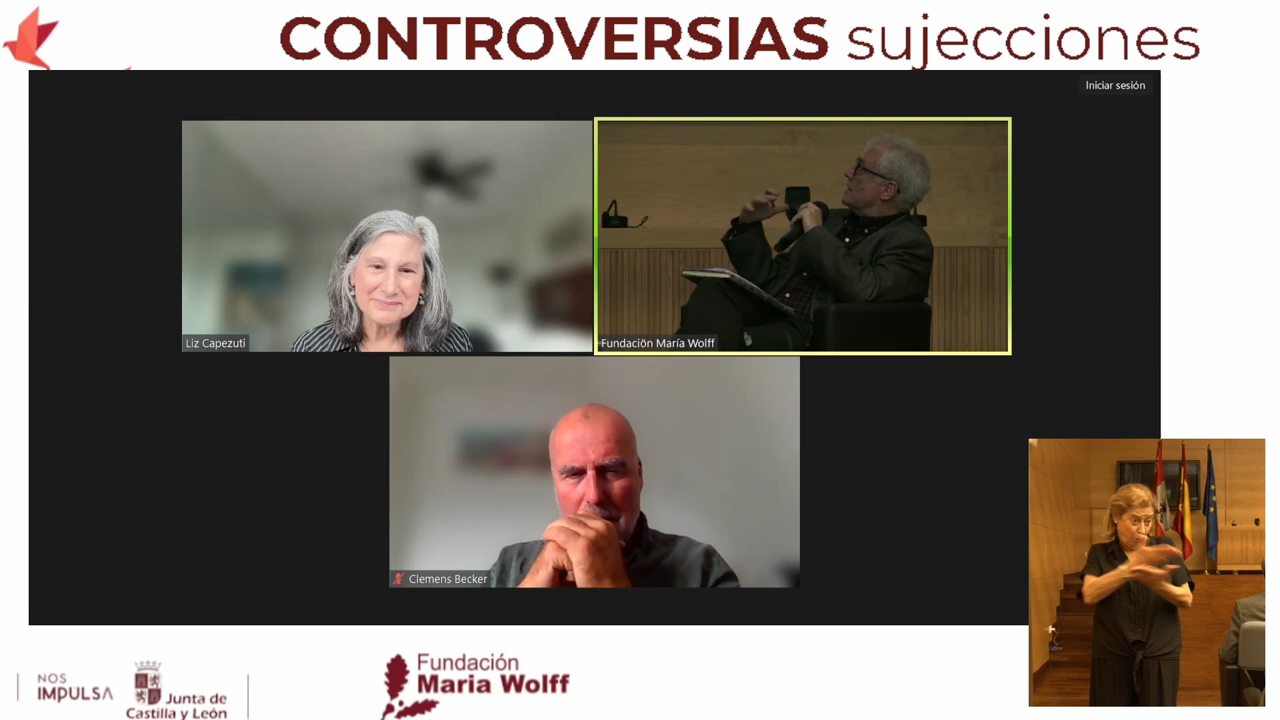 CONTROVERSIAS sujecciones
Iniciar sesión
Liz Capezuti
Fundación María Wolff
Clemens Becker
NOS
IMPULSA
Junta de
Castilla y León
Fundación
Maria Wolff